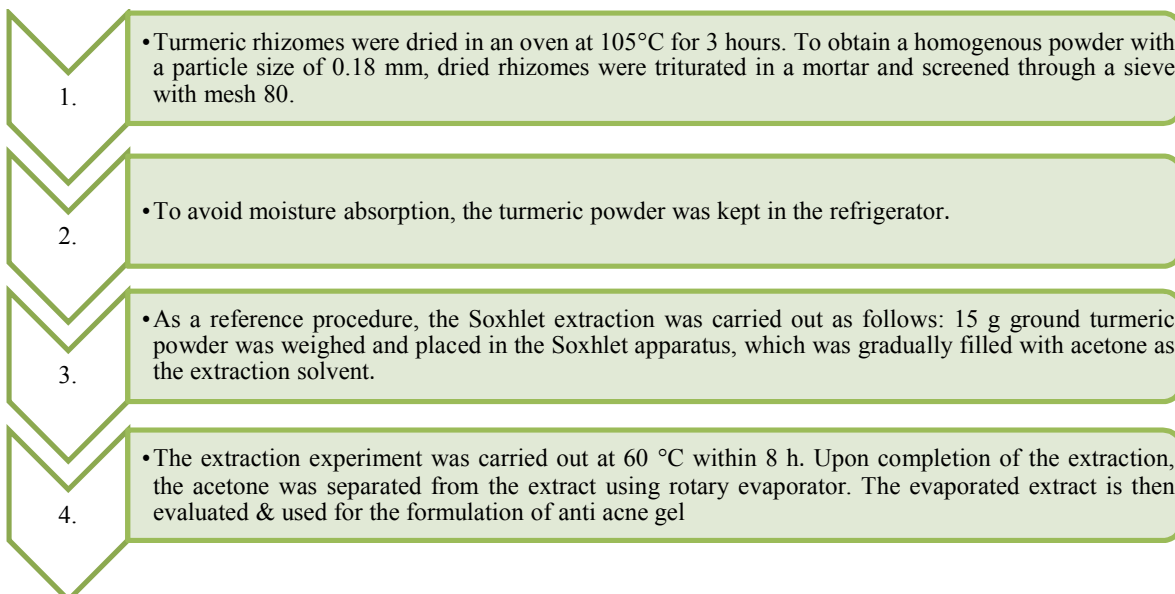 1.
•Turmeric rhizomes were dried in an oven at 105°C for 3 hours. To obtain a homogenous powder with
a particle size of 0.18 mm, dried rhizomes were triturated in a mortar and screened through a sieve
with mesh 80.
2.
•To avoid moisture absorption, the turmeric powder was kept in the refrigerator.
3.
•As a reference procedure, the Soxhlet extraction was carried out as follows: 15 g ground turmeric
powder was weighed and placed in the Soxhlet apparatus, which was gradually filled with acetone as
the extraction solvent.
4.
•The extraction experiment was carried out at 60 °C within 8 h. Upon completion of the extraction,
the acetone was separated from the extract using rotary evaporator. The evaporated extract is then
evaluated & used for the formulation of anti acne gel